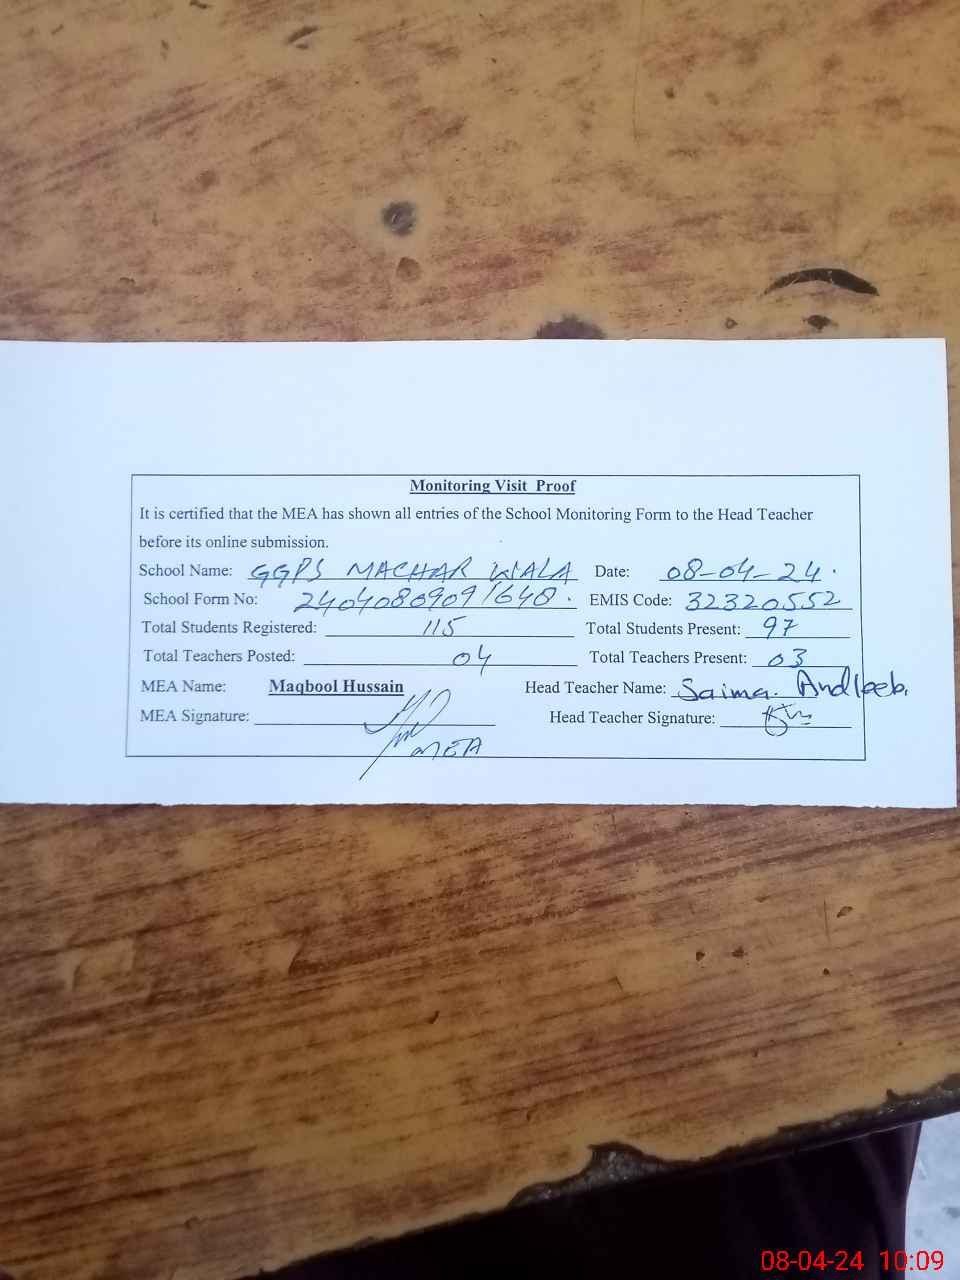 Monitoring Visit Proof
It is certified that the MEA has shown all entries of the School Monitoring Form to the Head Teacher
before its online submission.
School Name: GGPS MACHAR WALA Date: 08-04-24.
School Form No: 24040809091648. EMIS Code: 32320552
Total Students Registered: 115 Total Students Present: 97
Total Teachers Posted: 04 Total Teachers Present: 03
MEA Name: Maqbool Hussain Head Teacher Name: Saima. Andleeb.
MEA Signature: Head Teacher Signature:
MEA
08-04-24 10:09